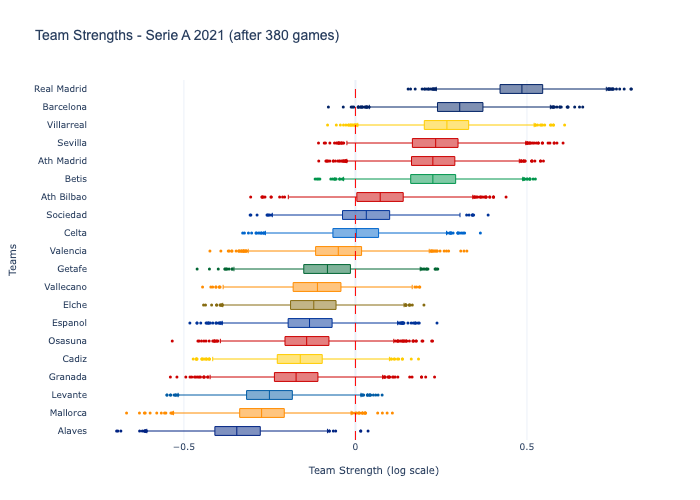 Team Strengths - Serie A 2021 (after 380 games)
Real Madrid
Barcelona
Villarreal
Sevilla
Ath Madrid
Betis
Ath Bilbao
Sociedad
Celta
Valencia
Getafe
Vallecano
Elche
Espanol
Osasuna
Cadiz
Granada
Levante
Mallorca
Alaves
Teams
−0.5
0
0.5
Team Strength (log scale)